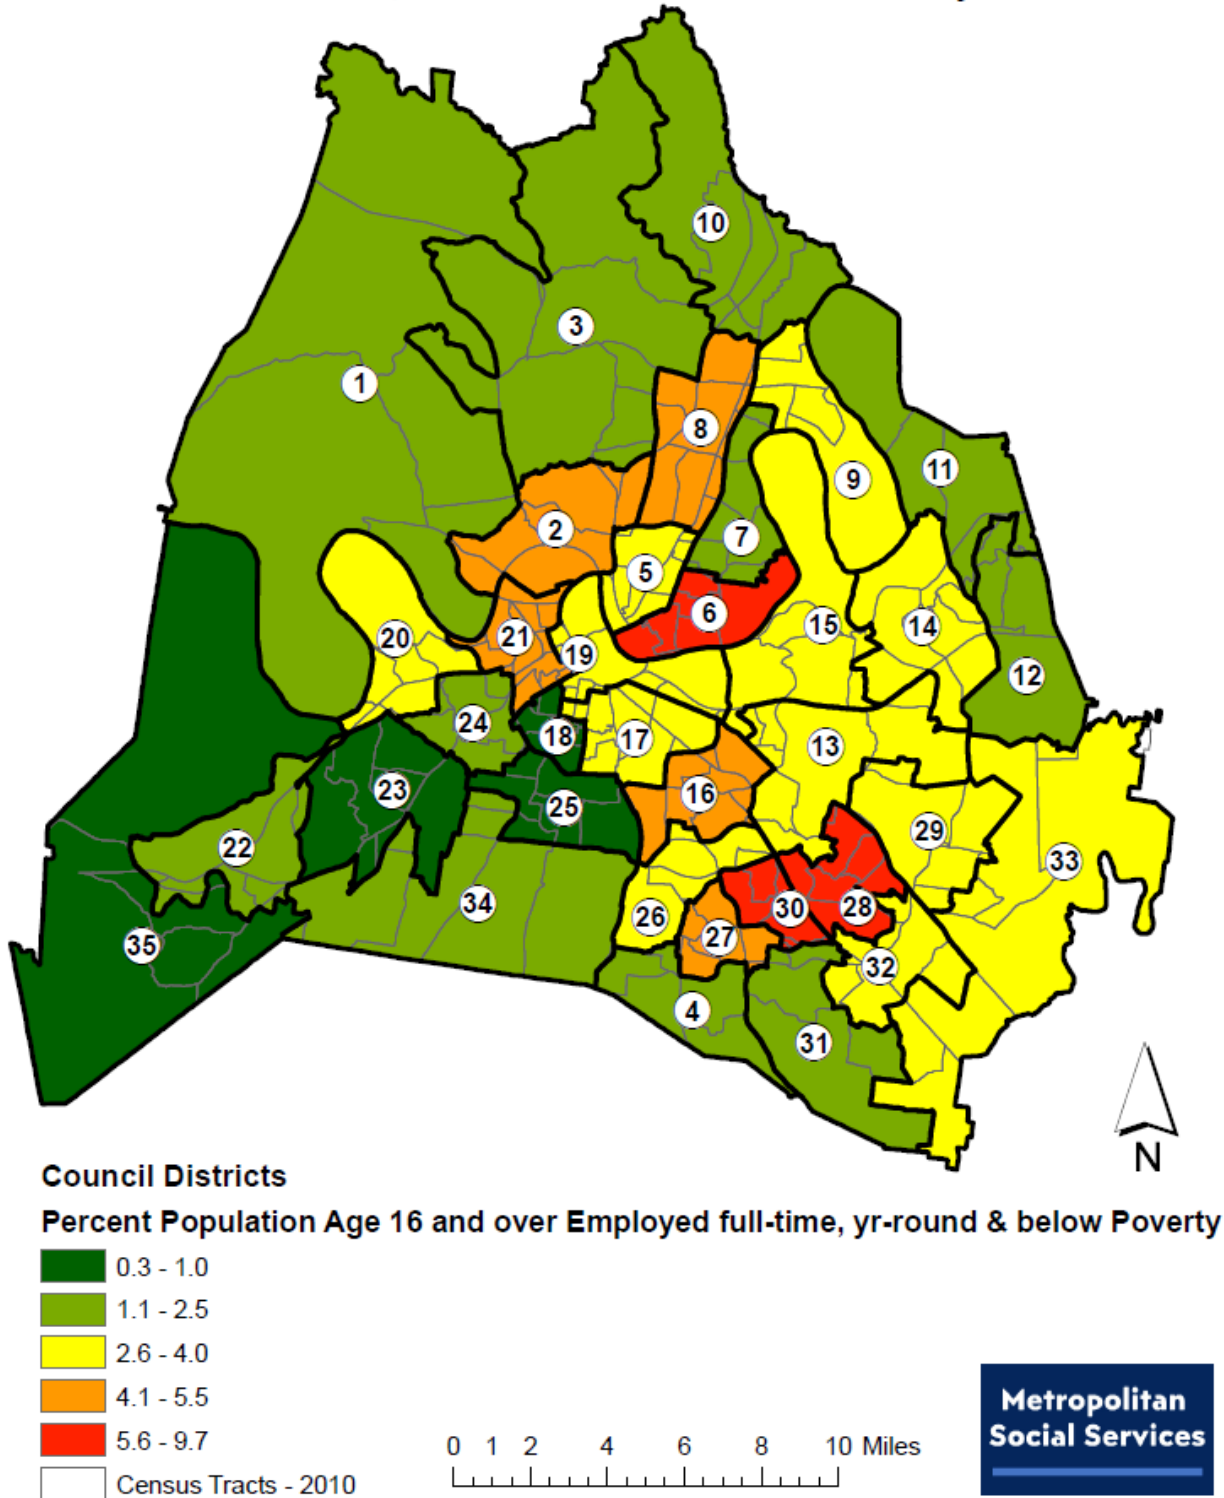 10
3
1
8
11
9
2
7
5
6
15
14
21
20
19
12
24
18
17
13
23
16
25
29
22
33
34
30
28
26
27
35
32
4
31
N
Council Districts
Percent Population Age 16 and over Employed full-time, yr-round & below Poverty
0.3 - 1.0
1.1 - 2.5
2.6 - 4.0
4.1 - 5.5
5.6 - 9.7
Census Tracts - 2010
0 1 2 4 6 8 10 Miles
Metropolitan
Social Services